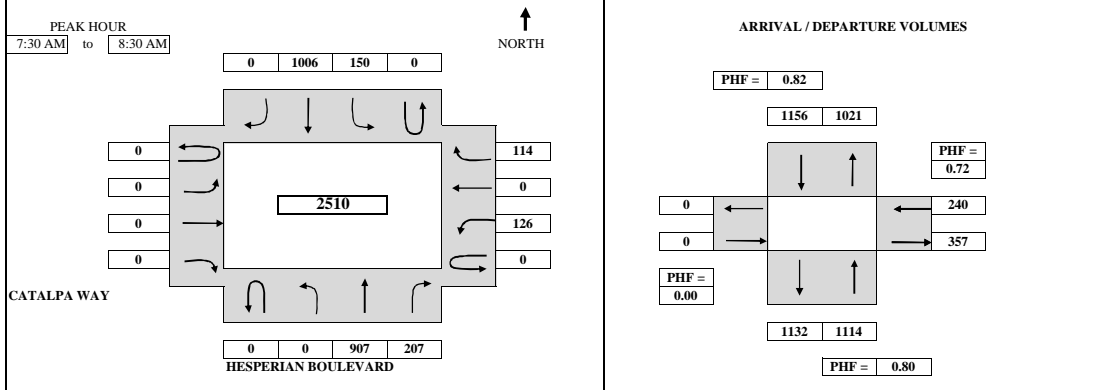 PEAK HOUR
7:30 AM to 8:30 AM
NORTH
0 1006 150 0
0
0
0
0
2510
114
0
126
0
CATALPA WAY
0 0 907 207
HESPERIAN BOULEVARD
ARRIVAL / DEPARTURE VOLUMES
PHF = 0.82
1156 1021
PHF =
0.72
0
0
240
357
PHF =
0.00
1132 1114
PHF = 0.80